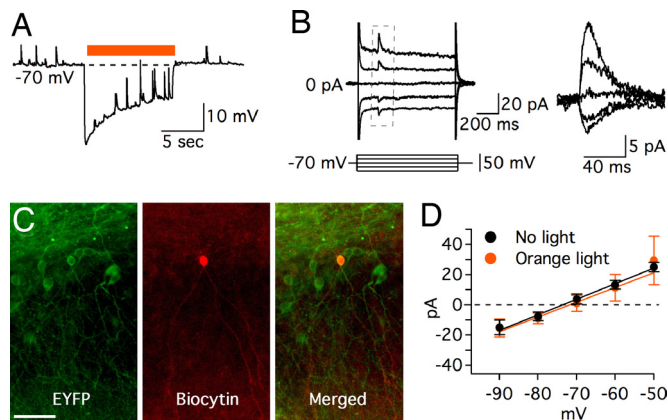 A
-70 mV
10 mV
5 sec
B
0 pA
20 pA
200 ms
-70 mV
50 mV
5 pA
40 ms
C
EYFP
Biocytin
Merged
D
No light
Orange light
pA
40
20
0
-20
-40
-90 -80 -70 -60 -50
mV